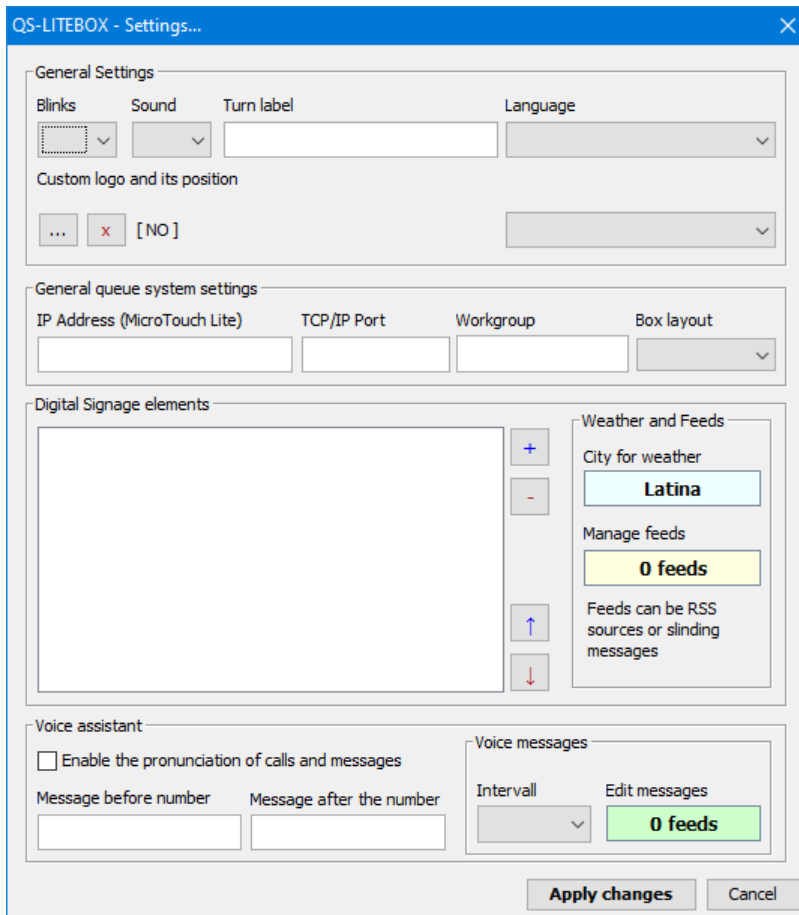 QS-LITEBOX - Settings...
General Settings
Blinks Sound Turn label Language
Custom logo and its position
... x [ NO ]
General queue system settings
IP Address (MicroTouch Lite) TCP/IP Port Workgroup Box layout
Digital Signage elements
+
-
↑
↓
Weather and Feeds
City for weather
Latina
Manage feeds
0 feeds
Feeds can be RSS
sources or slinding
messages
Voice assistant
Enable the pronunciation of calls and messages
Message before number Message after the number
Voice messages
Intervall Edit messages
0 feeds
Apply changes Cancel